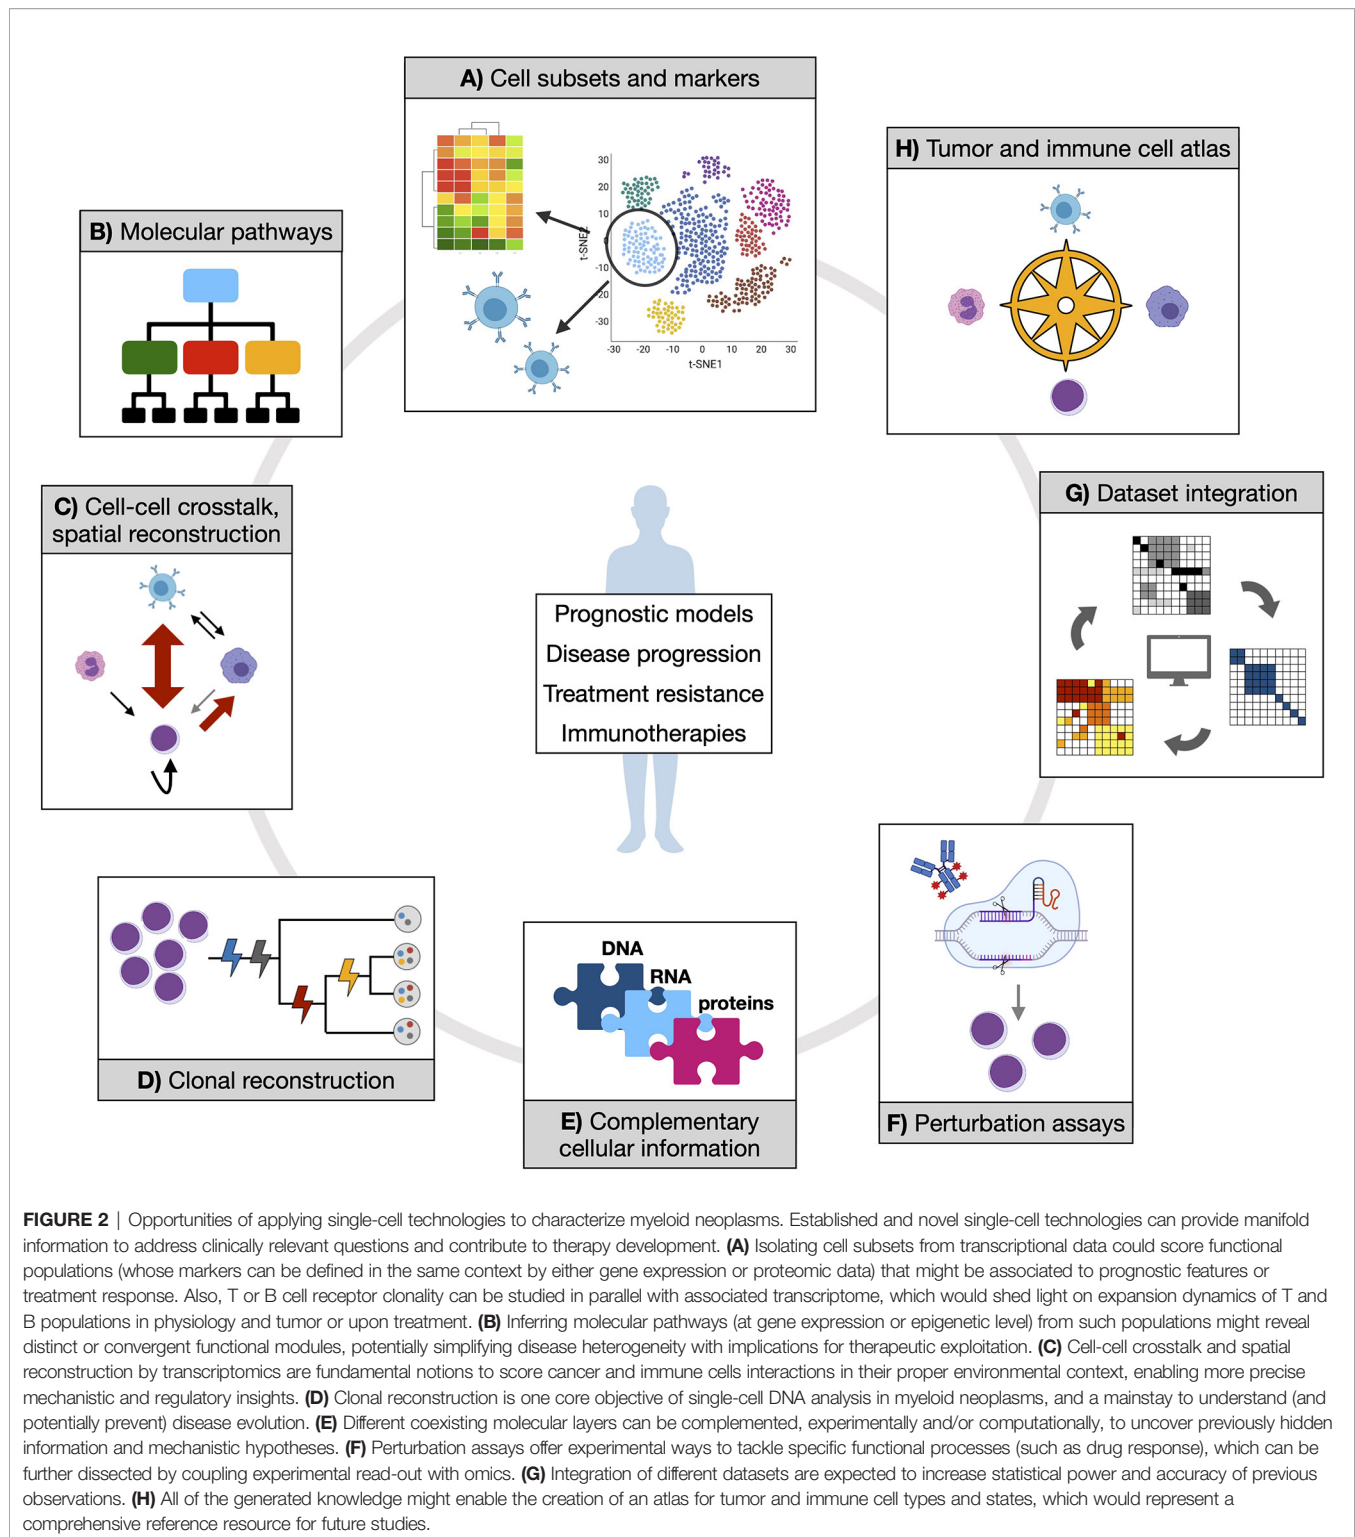 A) Cell subsets and markers
30
20
10
0
-10
-20
-30
t-SNE2
-30 -20 -10 0 10 20 30
t-SNE1
H) Tumor and immune cell atlas
B) Molecular pathways
C) Cell-cell crosstalk,
spatial reconstruction
G) Dataset integration
Prognostic models
Disease progression
Treatment resistance
Immunotherapies
D) Clonal reconstruction
DNA
RNA
proteins
E) Complementary
cellular information
F) Perturbation assays
FIGURE 2 | Opportunities of applying single-cell technologies to characterize myeloid neoplasms. Established and novel single-cell technologies can provide manifold
information to address clinically relevant questions and contribute to therapy development. (A) Isolating cell subsets from transcriptional data could score functional
populations (whose markers can be defined in the same context by either gene expression or proteomic data) that might be associated to prognostic features or
treatment response. Also, T or B cell receptor clonality can be studied in parallel with associated transcriptome, which would shed light on expansion dynamics of T and
B populations in physiology and tumor or upon treatment. (B) Inferring molecular pathways (at gene expression or epigenetic level) from such populations might reveal
distinct or convergent functional modules, potentially simplifying disease heterogeneity with implications for therapeutic exploitation. (C) Cell-cell crosstalk and spatial
reconstruction by transcriptomics are fundamental notions to score cancer and immune cells interactions in their proper environmental context, enabling more precise
mechanistic and regulatory insights. (D) Clonal reconstruction is one core objective of single-cell DNA analysis in myeloid neoplasms, and a mainstay to understand (and
potentially prevent) disease evolution. (E) Different coexisting molecular layers can be complemented, experimentally and/or computationally, to uncover previously hidden
information and mechanistic hypotheses. (F) Perturbation assays offer experimental ways to tackle specific functional processes (such as drug response), which can be
further dissected by coupling experimental read-out with omics. (G) Integration of different datasets are expected to increase statistical power and accuracy of previous
observations. (H) All of the generated knowledge might enable the creation of an atlas for tumor and immune cell types and states, which would represent a
comprehensive reference resource for future studies.